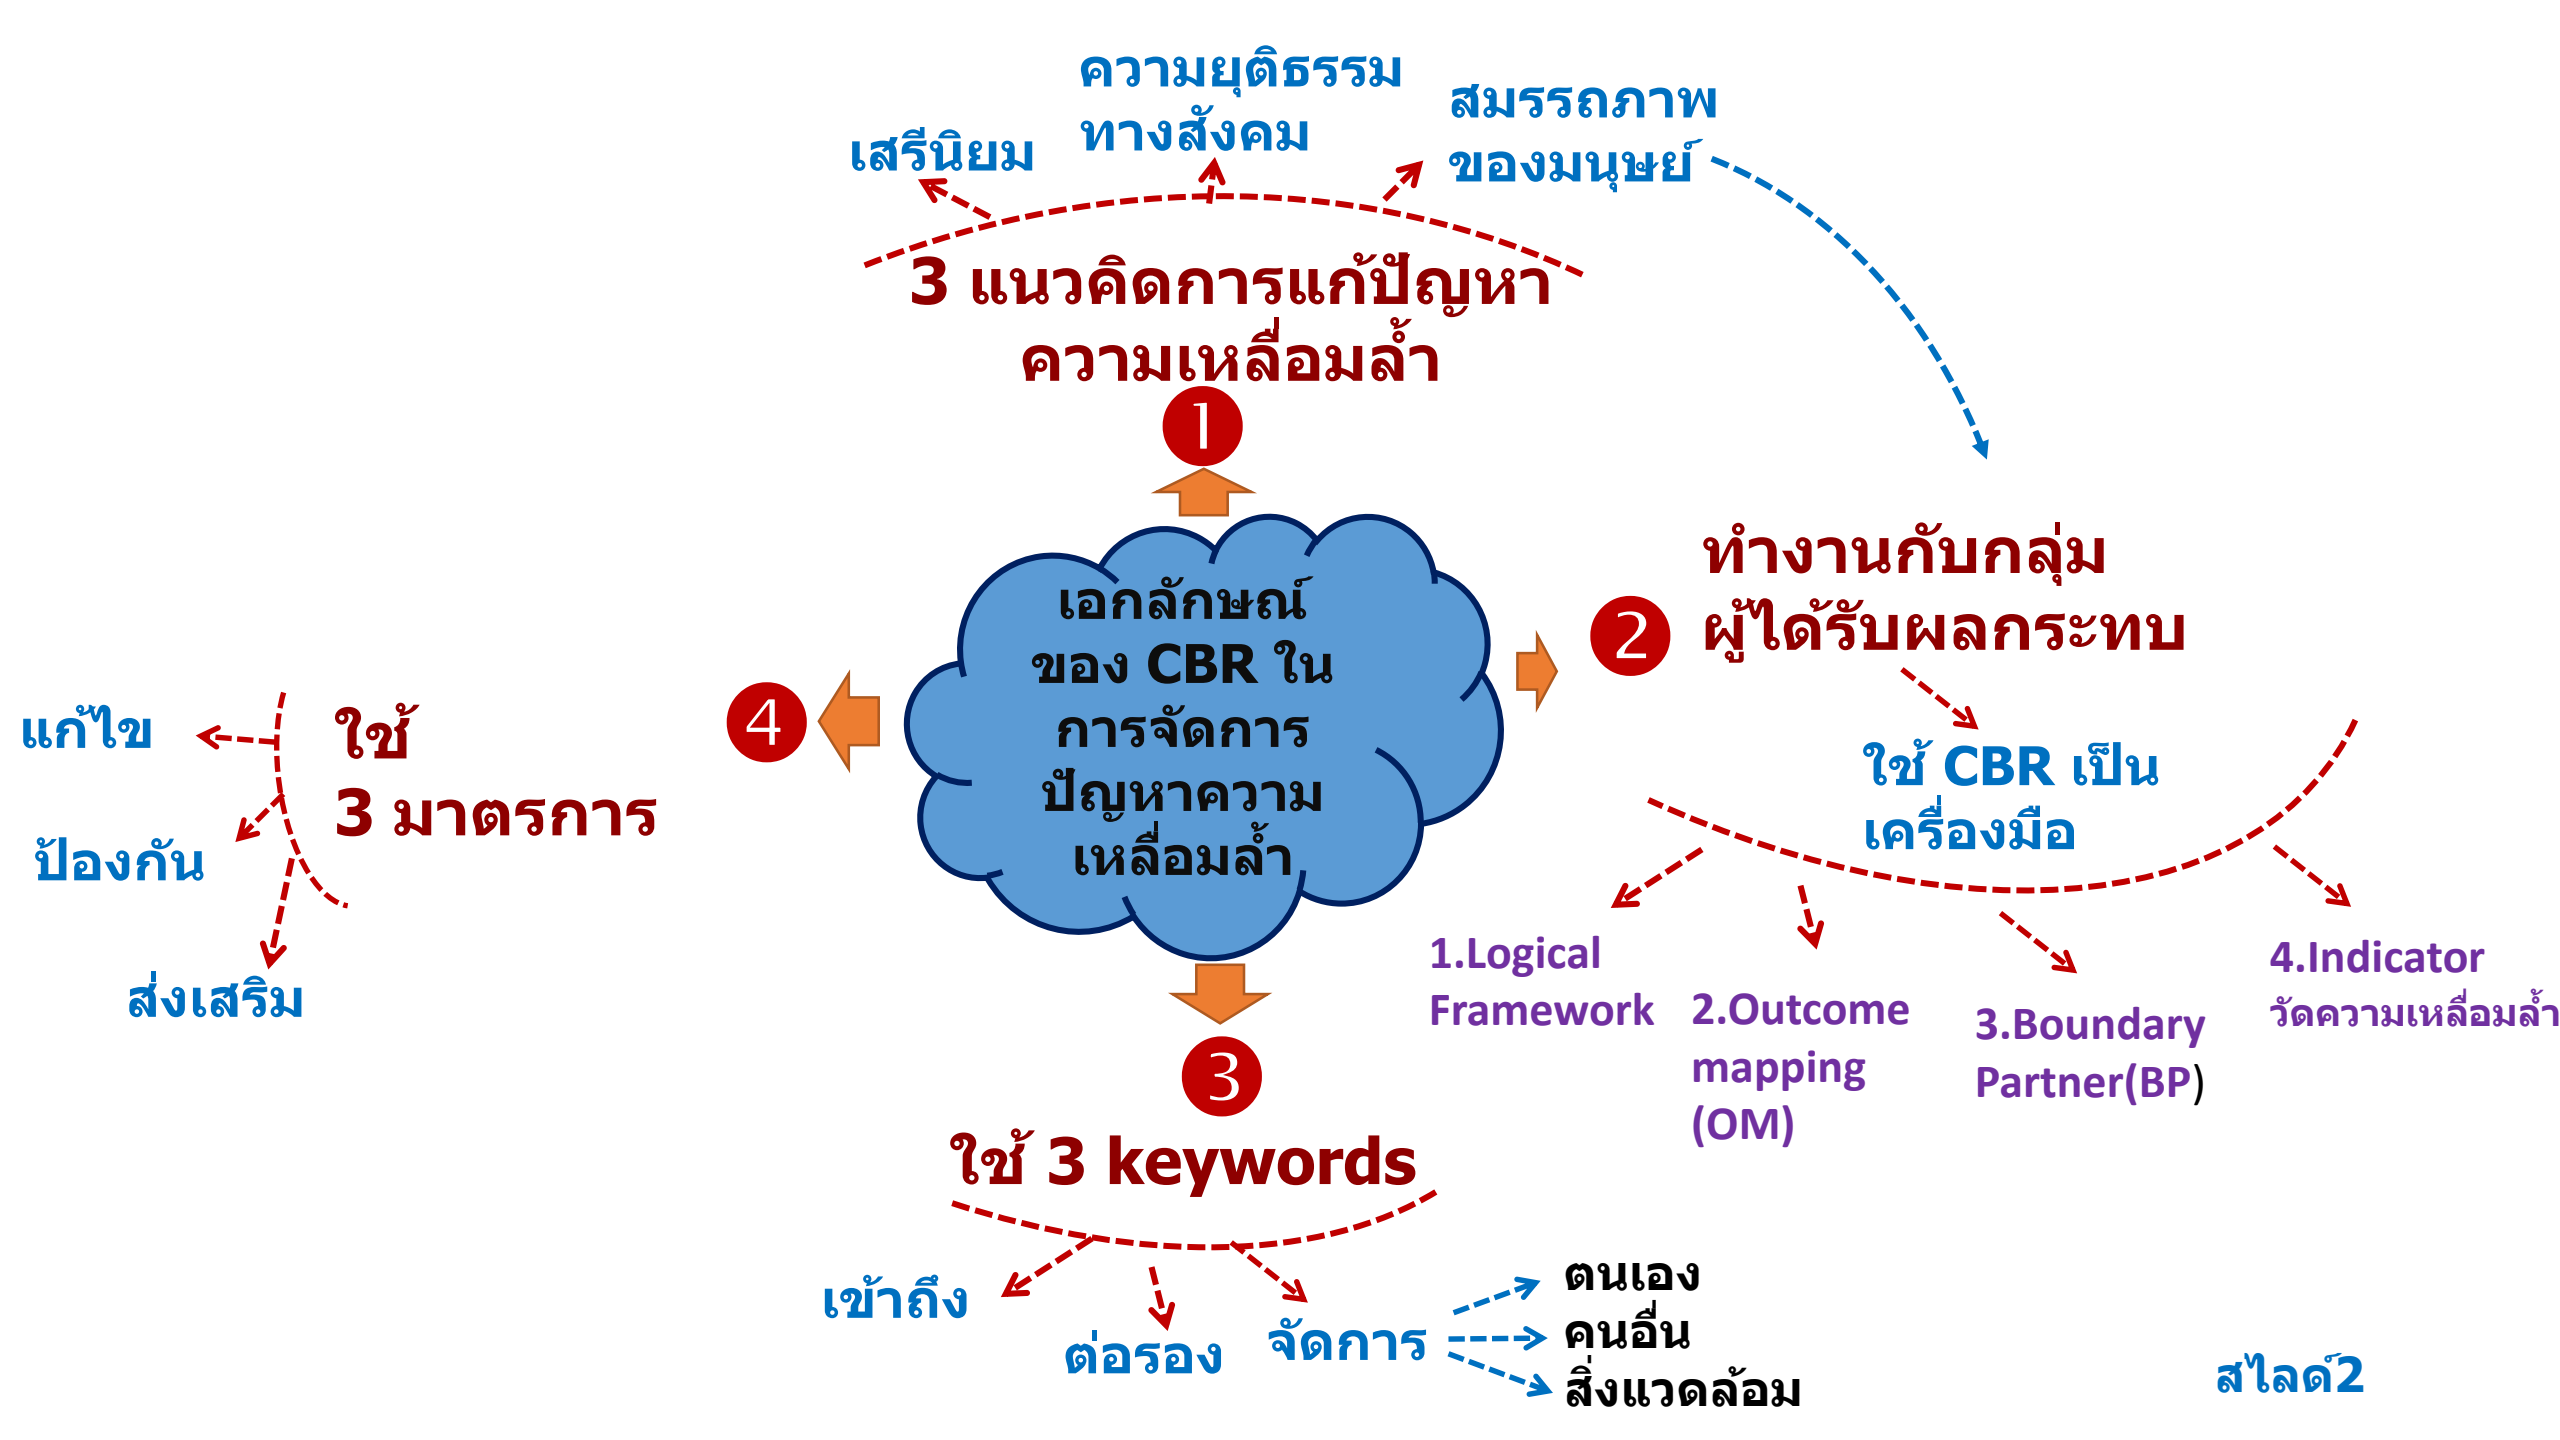 ความยุติธรรม
ทางสังคม
สมรรถภาพ
ของมนุษย์
เสรีนิยม
3 แนวคิดการแก้ปัญหา
ความเหลื่อมล้ำ
1
เอกลักษณ์
ของ CBR ใน
การจัดการ
ปัญหาความ
เหลื่อมล้ำ
2
ทำงานกับกลุ่ม
ผู้ได้รับผลกระทบ
ใช้ CBR เป็น
เครื่องมือ
1.Logical
Framework
2.Outcome
mapping
(OM)
3.Boundary
Partner(BP)
4.Indicator
วัดความเหลื่อมล้ำ
3
ใช้ 3 keywords
เข้าถึง
ต่อรอง
จัดการ
ตนเอง
คนอื่น
สิ่งแวดล้อม
4
ใช้
3 มาตรการ
แก้ไข
ป้องกัน
ส่งเสริม
สไลด์2